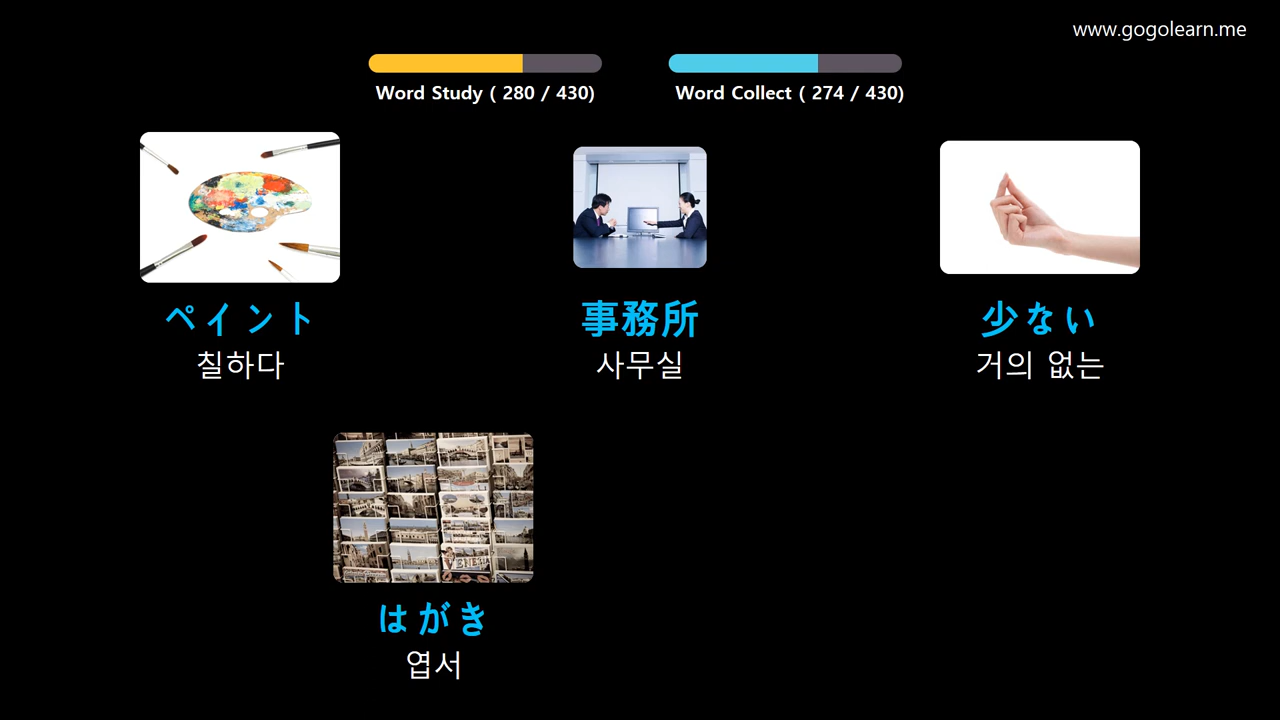 www.gogolearn.me
Word Study ( 280 / 430)
Word Collect ( 274 / 430)
ペイント
칠하다
事務所
사무실
少ない
거의 없는
VENEZIA
はがき
엽서